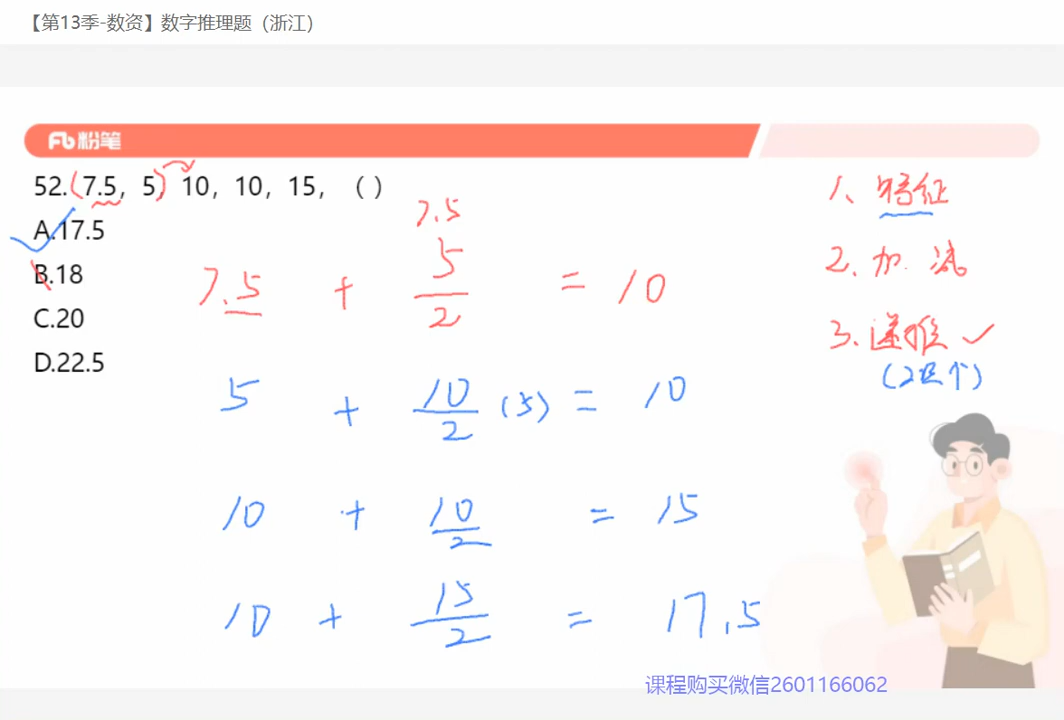 【第13季-数资】数字推理题（浙江）
粉笔
52.(7.5，5) 10，10，15，（）
A.17.5
B.18
C.20
D.22.5
7.5
7.5 + 5/2 = 10
5 + 10/2 (5) = 10
10 + 10/2 = 15
10 + 15/2 = 17.5
1、特征
2、加 减
3、递推 ✓
课程购买微信2601166062